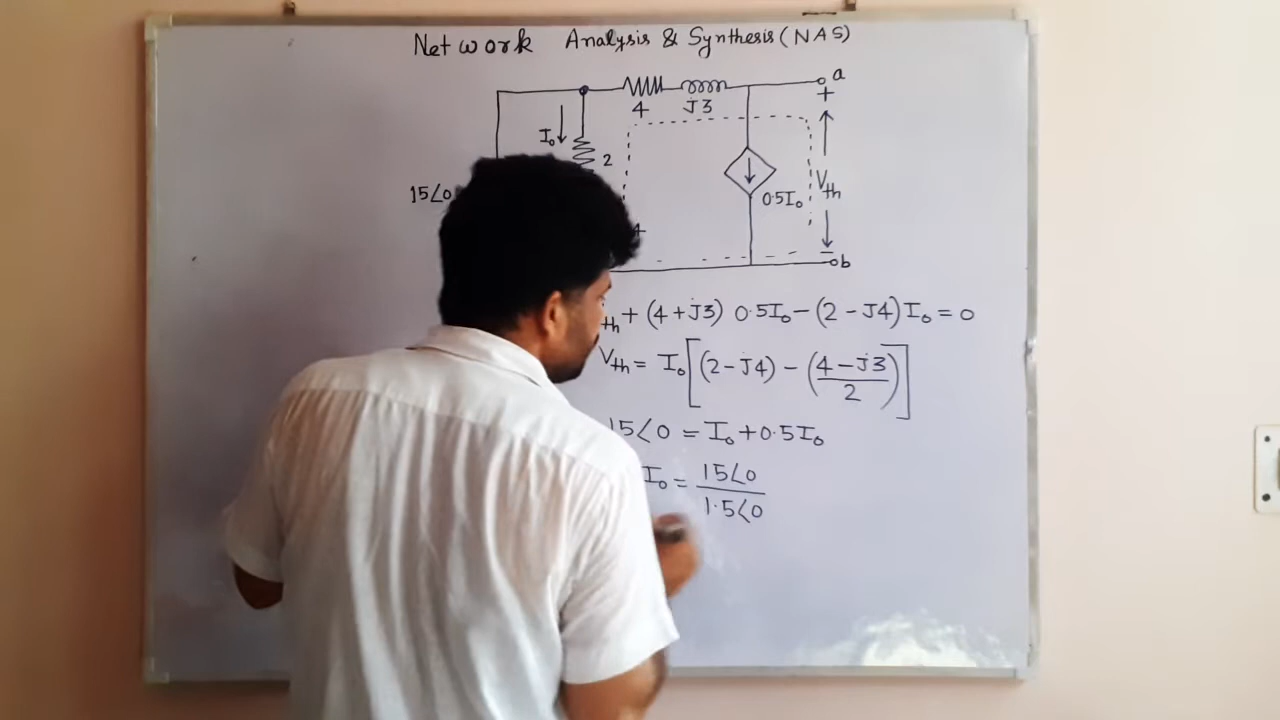 Network Analysis & Synthesis (NAS)
a
4 J3
+
I₀
2
15∠0
0.5I₀
Vth
-
b
th + (4+j3) 0.5I₀ - (2-J4) I₀ = 0
Vth = I₀[(2-j4) - ((4-j3)/2)]
15∠0 = I₀ + 0.5I₀
I₀ = 15∠0 / 1.5∠0